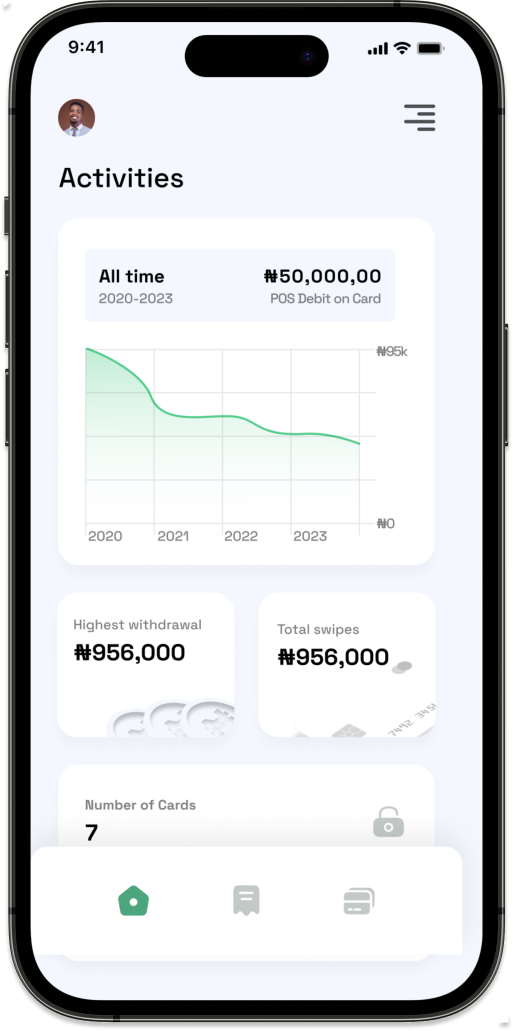 9:41
Activities
All time ₦50,000,00
2020-2023 POS Debit on Card
₦95k
₦0
2020 2021 2022 2023
Highest withdrawal
₦956,000
Total swipes
₦956,000
7492
Number of Cards
7